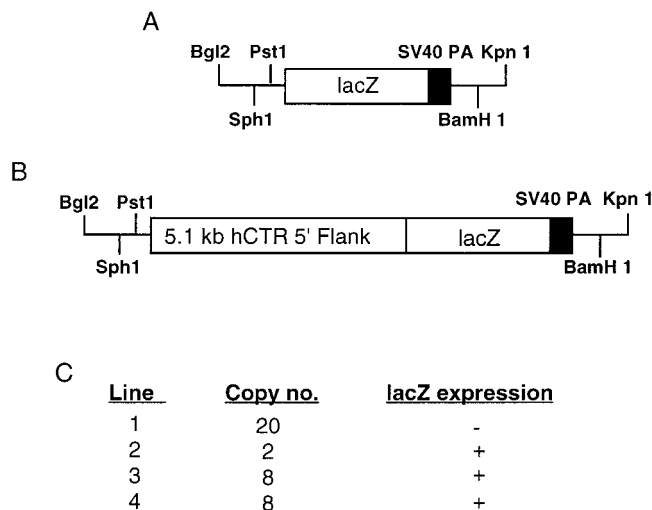 A
Bgl2 Pst1 SV40 PA Kpn 1
lacZ
Sph1 BamH 1
B
Bgl2 Pst1 SV40 PA Kpn 1
5.1 kb hCTR 5' Flank lacZ
Sph1 BamH 1
C
Line Copy no. lacZ expression
1 20 -
2 2 +
3 8 +
4 8 +